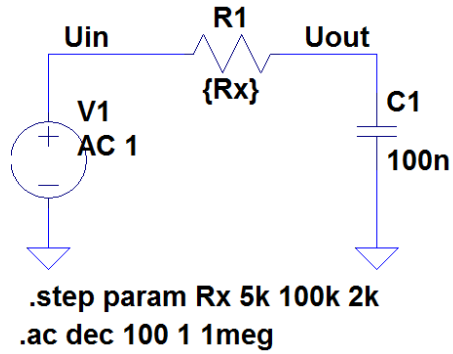 R1
Uin
Uout
{Rx}
V1
AC 1
C1
100n
.step param Rx 5k 100k 2k
.ac dec 100 1 1meg